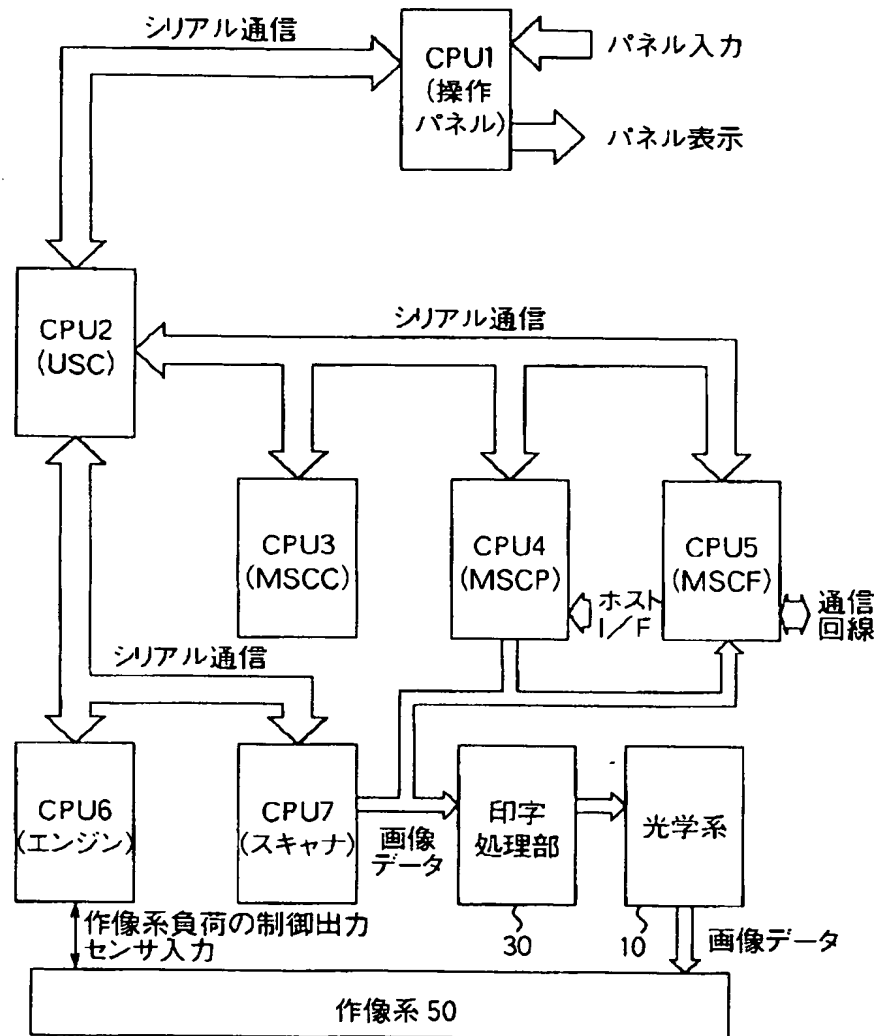 シリアル通信
CPU1
(操作
パネル)
パネル入力
パネル表示
CPU2
(USC)
シリアル通信
CPU3
(MSCC)
CPU4
(MSCP)
CPU5
(MSCF)
ホスト
I/F
通信
回線
シリアル通信
CPU6
(エンジン)
CPU7
(スキャナ)
画像
データ
印字
処理部
光学系
30
10
画像データ
作像系負荷の制御出力
センサ入力
作像系 50